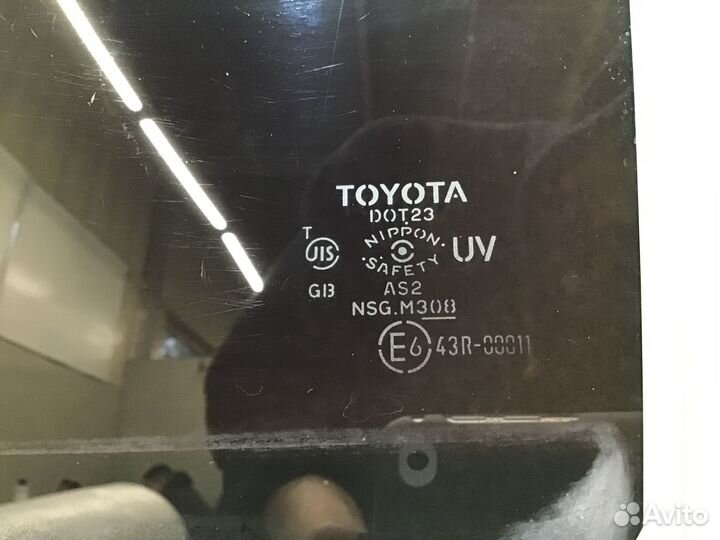 TOYOTA
DOT23
T
JIS
NIPPON
SAFETY
UV
GB
AS2
NSG.M308
E6 43R-00011
Avito